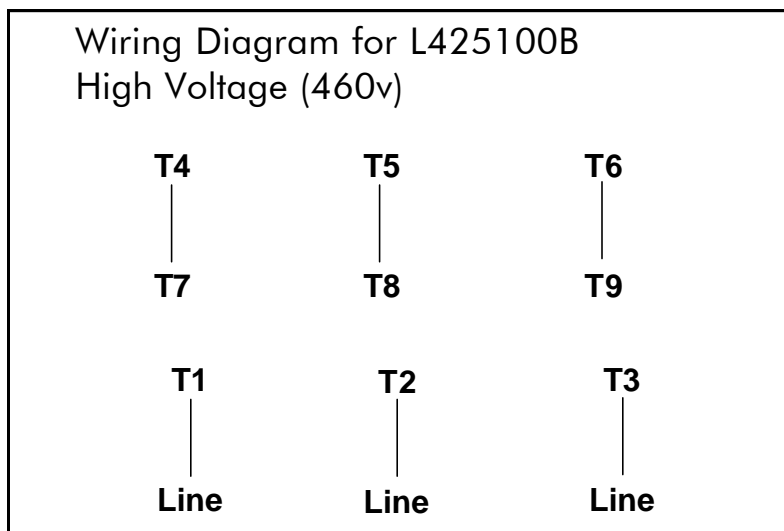 Wiring Diagram for L425100B
High Voltage (460v)
T4 T5 T6
T7 T8 T9
T1 T2 T3
Line Line Line